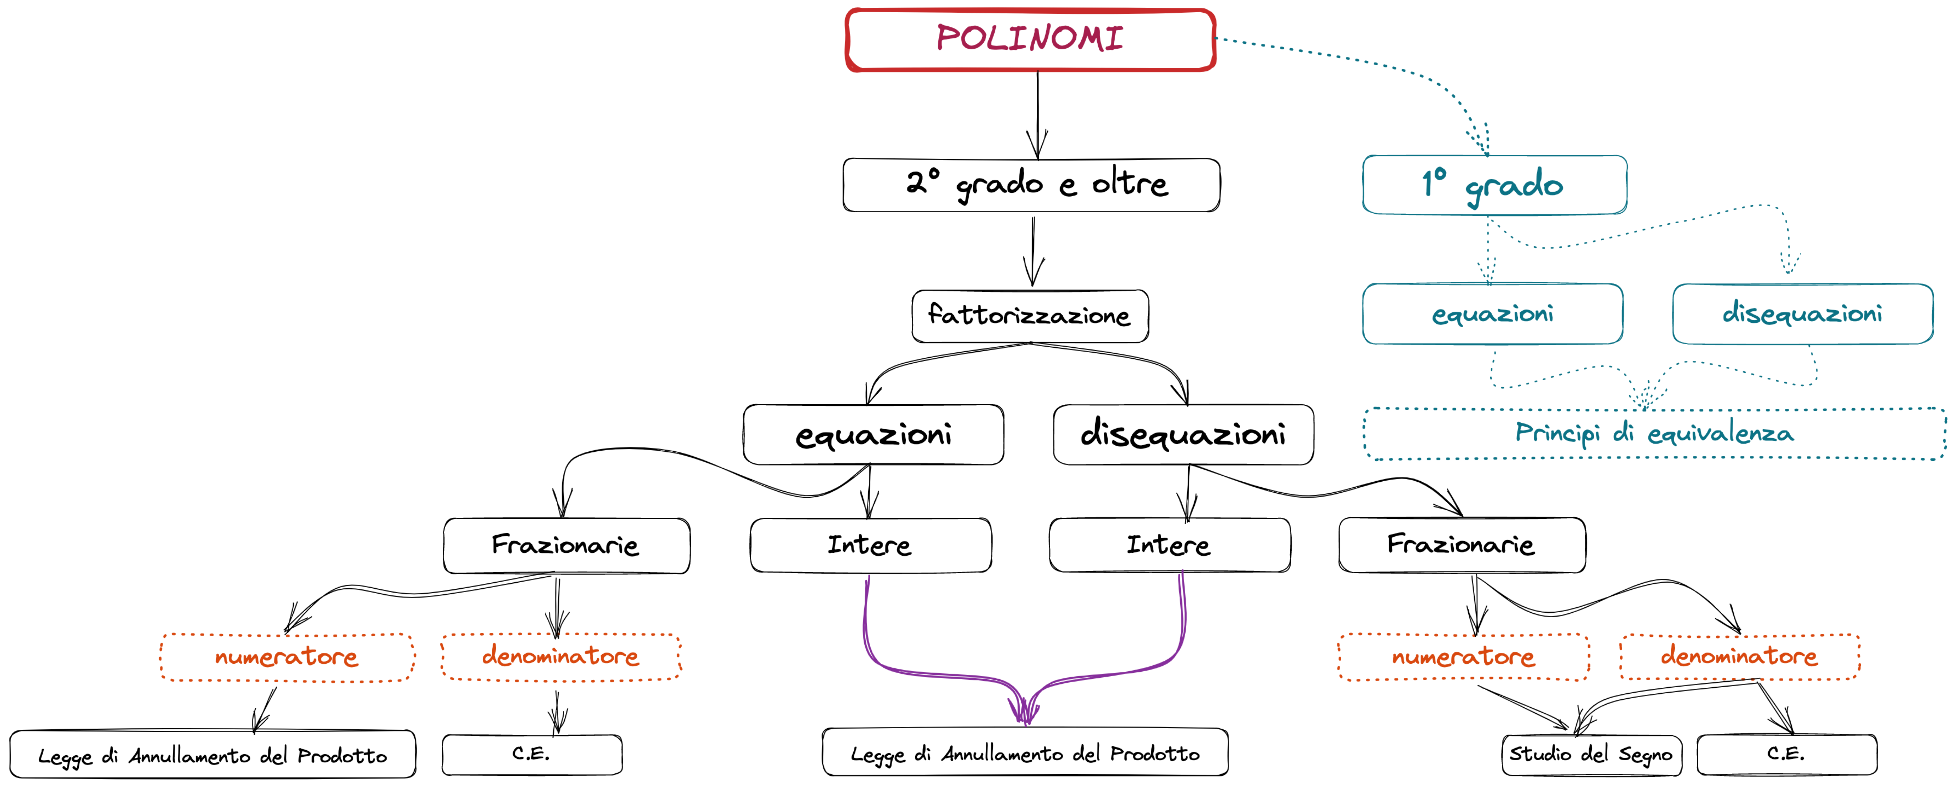 POLINOMI
2° grado e oltre
1° grado
fattorizzazione
equazioni
disequazioni
equazioni
disequazioni
Principi di equivalenza
Frazionarie
Intere
Intere
Frazionarie
numeratore
denominatore
numeratore
denominatore
Legge di Annullamento del Prodotto
C.E.
Legge di Annullamento del Prodotto
Studio del Segno
C.E.